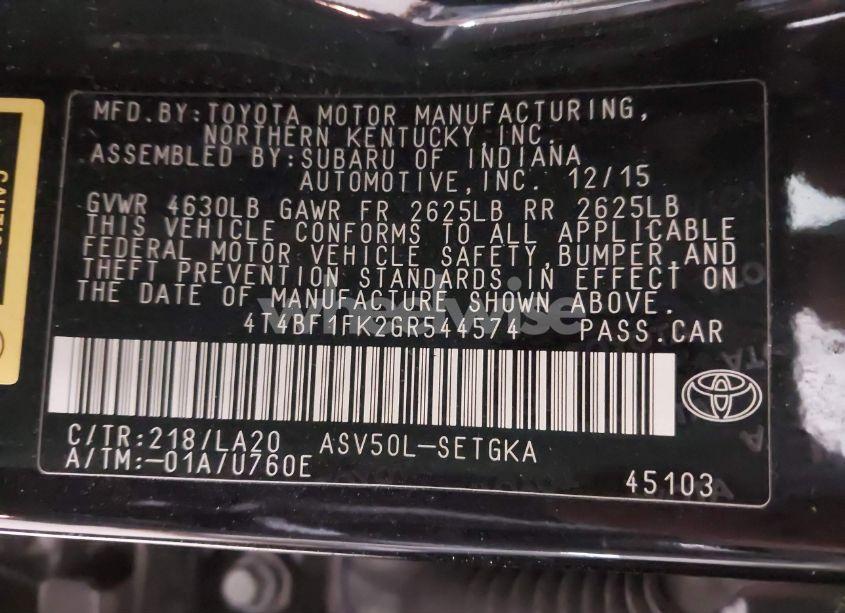 MFD.BY:TOYOTA MOTOR MANUFACTURING,
NORTHERN KENTUCKY,INC.
ASSEMBLED BY:SUBARU OF INDIANA
AUTOMOTIVE,INC. 12/15
GVWR 4630LB GAWR FR 2625LB RR 2625LB
THIS VEHICLE CONFORMS TO ALL APPLICABLE
FEDERAL MOTOR VEHICLE SAFETY,BUMPER,AND
THEFT PREVENTION STANDARDS IN EFFECT ON
THE DATE OF MANUFACTURE SHOWN ABOVE.
4T4BF1FK2GR544574 PASS.CAR
C/TR:218/LA20 ASV50L-SETGKA
A/TM:-01A/U760E
45103